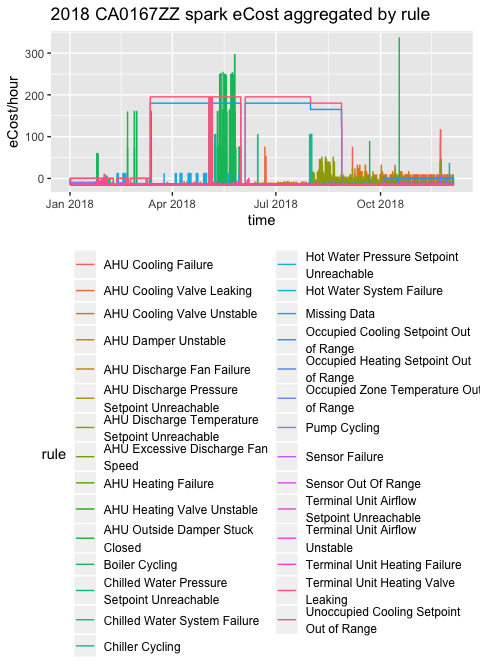 2018 CA0167ZZ spark eCost aggregated by rule
eCost/hour
300
200
100
0
Jan 2018
Apr 2018
Jul 2018
Oct 2018
time
rule
AHU Cooling Failure
AHU Cooling Valve Leaking
AHU Cooling Valve Unstable
AHU Damper Unstable
AHU Discharge Fan Failure
AHU Discharge Pressure
Setpoint Unreachable
AHU Discharge Temperature
Setpoint Unreachable
AHU Excessive Discharge Fan
Speed
AHU Heating Failure
AHU Heating Valve Unstable
AHU Outside Damper Stuck
Closed
Boiler Cycling
Chilled Water Pressure
Setpoint Unreachable
Chilled Water System Failure
Chiller Cycling
Hot Water Pressure Setpoint
Unreachable
Hot Water System Failure
Missing Data
Occupied Cooling Setpoint Out
of Range
Occupied Heating Setpoint Out
of Range
Occupied Zone Temperature Out
of Range
Pump Cycling
Sensor Failure
Sensor Out Of Range
Terminal Unit Airflow
Setpoint Unreachable
Terminal Unit Airflow
Unstable
Terminal Unit Heating Failure
Terminal Unit Heating Valve
Leaking
Unoccupied Cooling Setpoint
Out of Range